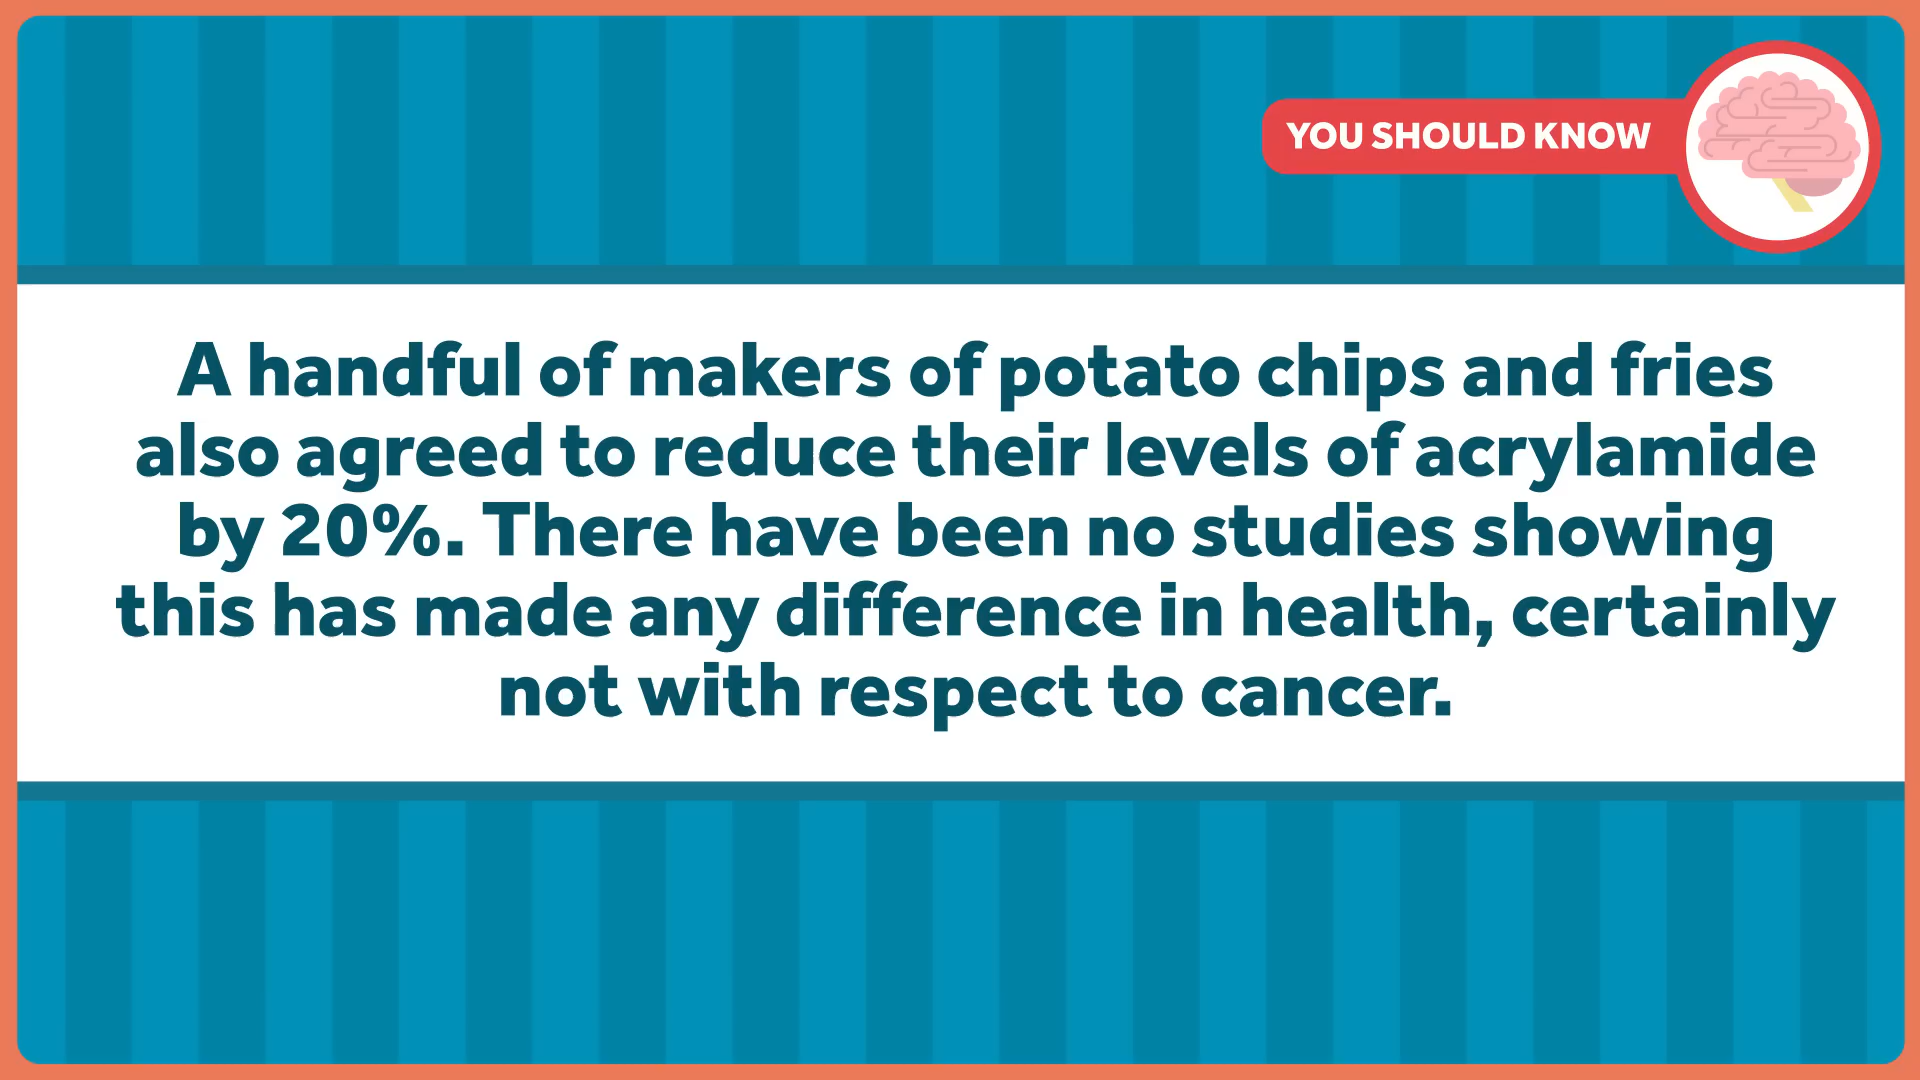 YOU SHOULD KNOW
A handful of makers of potato chips and fries
also agreed to reduce their levels of acrylamide
by 20%. There have been no studies showing
this has made any difference in health, certainly
not with respect to cancer.